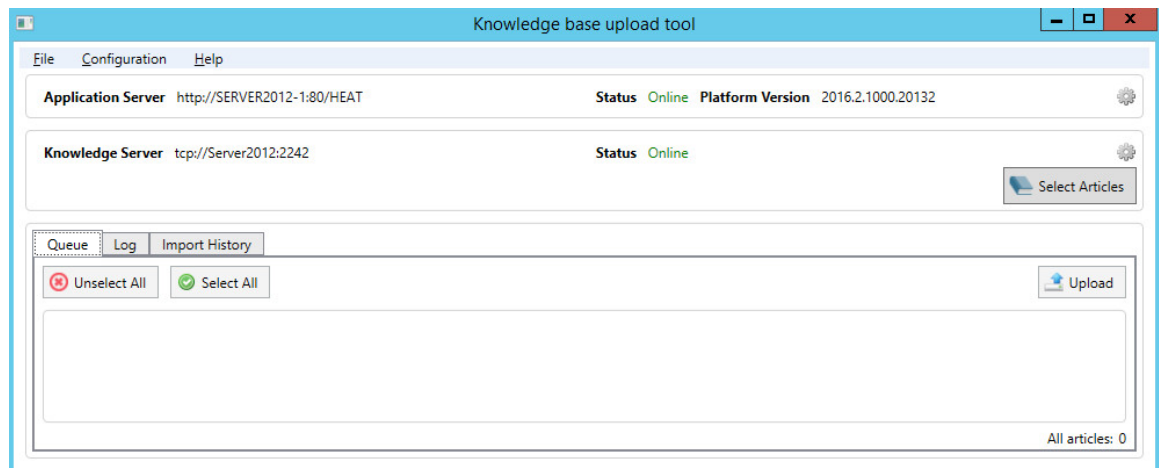 Knowledge base upload tool
File Configuration Help
Application Server http://SERVER2012-1:80/HEAT Status Online Platform Version 2016.2.1000.20132
Knowledge Server tcp://Server2012:2242 Status Online
Select Articles
Queue Log Import History
Unselect All Select All Upload
All articles: 0